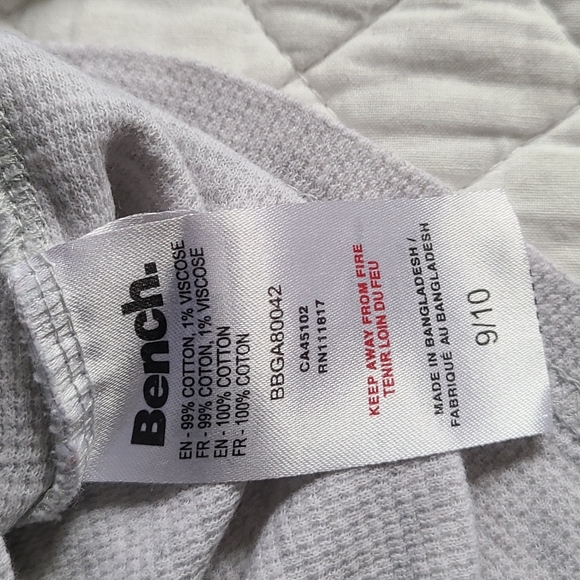 Bench.
EN - 99% COTTON, 1% VISCOSE
FR - 99% COTON, 1% VISCOSE
EN - 100% COTTON
FR - 100% COTON
BBGA80042
CA45102
RN111817
KEEP AWAY FROM FIRE
TENIR LOIN DU FEU
MADE IN BANGLADESH /
FABRIQUÉ AU BANGLADESH
9/10